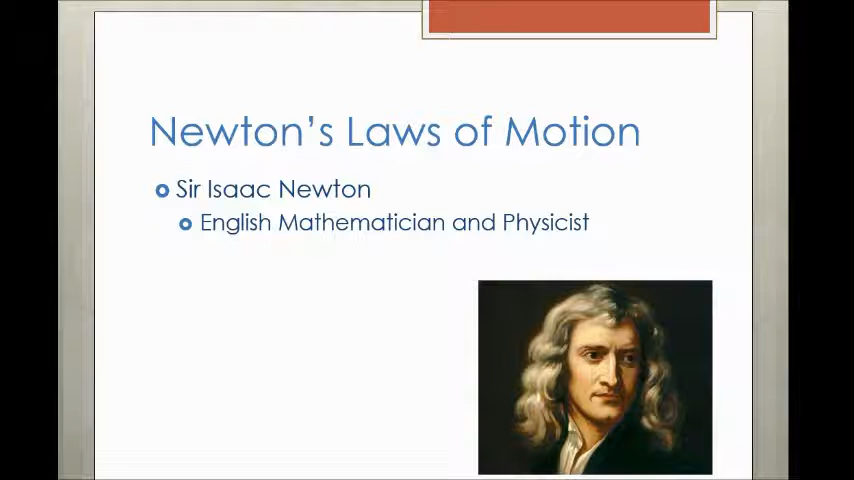 Newton’s Laws of Motion
Sir Isaac Newton
English Mathematician and Physicist